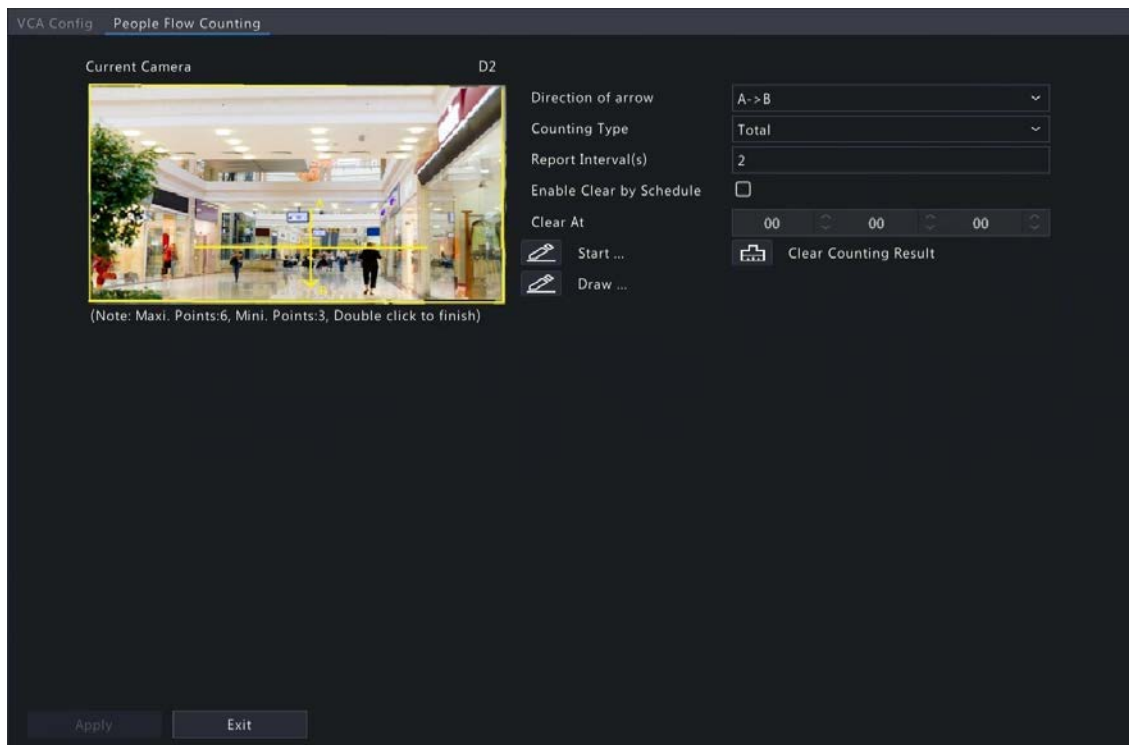 VCA Config People Flow Counting
Current Camera D2
Direction of arrow A->B
Counting Type Total
Report Interval(s) 2
Enable Clear by Schedule
Clear At 00 00 00
Start ... Clear Counting Result
Draw ...
(Note: Maxi. Points:6, Mini. Points:3, Double click to finish)
Apply Exit